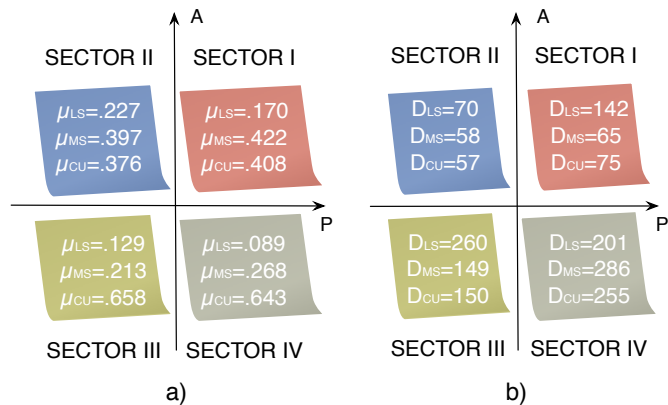 A
SECTOR II
SECTOR I
μLS=.227
μMS=.397
μCU=.376
μLS=.170
μMS=.422
μCU=.408
P
μLS=.129
μMS=.213
μCU=.658
μLS=.089
μMS=.268
μCU=.643
SECTOR III
SECTOR IV
a)
A
SECTOR II
SECTOR I
DLS=70
DMS=58
DCU=57
DLS=142
DMS=65
DCU=75
P
DLS=260
DMS=149
DCU=150
DLS=201
DMS=286
DCU=255
SECTOR III
SECTOR IV
b)